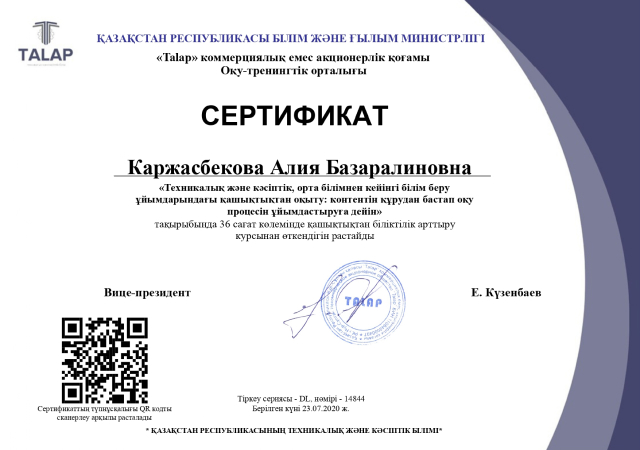 TALAP
ҚАЗАҚСТАН РЕСПУБЛИКАСЫ БІЛІМ ЖӘНЕ ҒЫЛЫМ МИНИСТРЛІГІ
«Talap» коммерциялық емес акционерлік қоғамы
Оқу-тренингтік орталығы
СЕРТИФИКАТ
Каржасбекова Алия Базаралиновна
«Техникалық және кәсіптік, орта білімнен кейінгі білім беру
ұйымдарындағы қашықтықтан оқыту: контентін құрудан бастап оқу
процесін ұйымдастыруға дейін»
тақырыбында 36 сағат көлемінде қашықтықтан біліктілік арттыру
курсынан өткендігін растайды
Вице-президент
TALAP
Е. Күзенбаев
Сертификаттың түпнұсқалығы QR кодты
сканерлеу арқылы расталады
Тіркеу сериясы - DL, нөмірі - 14844
Берілген күні 23.07.2020 ж.
* ҚАЗАҚСТАН РЕСПУБЛИКАСЫНЫҢ ТЕХНИКАЛЫҚ ЖӘНЕ КӘСІПТІК БІЛІМІ*